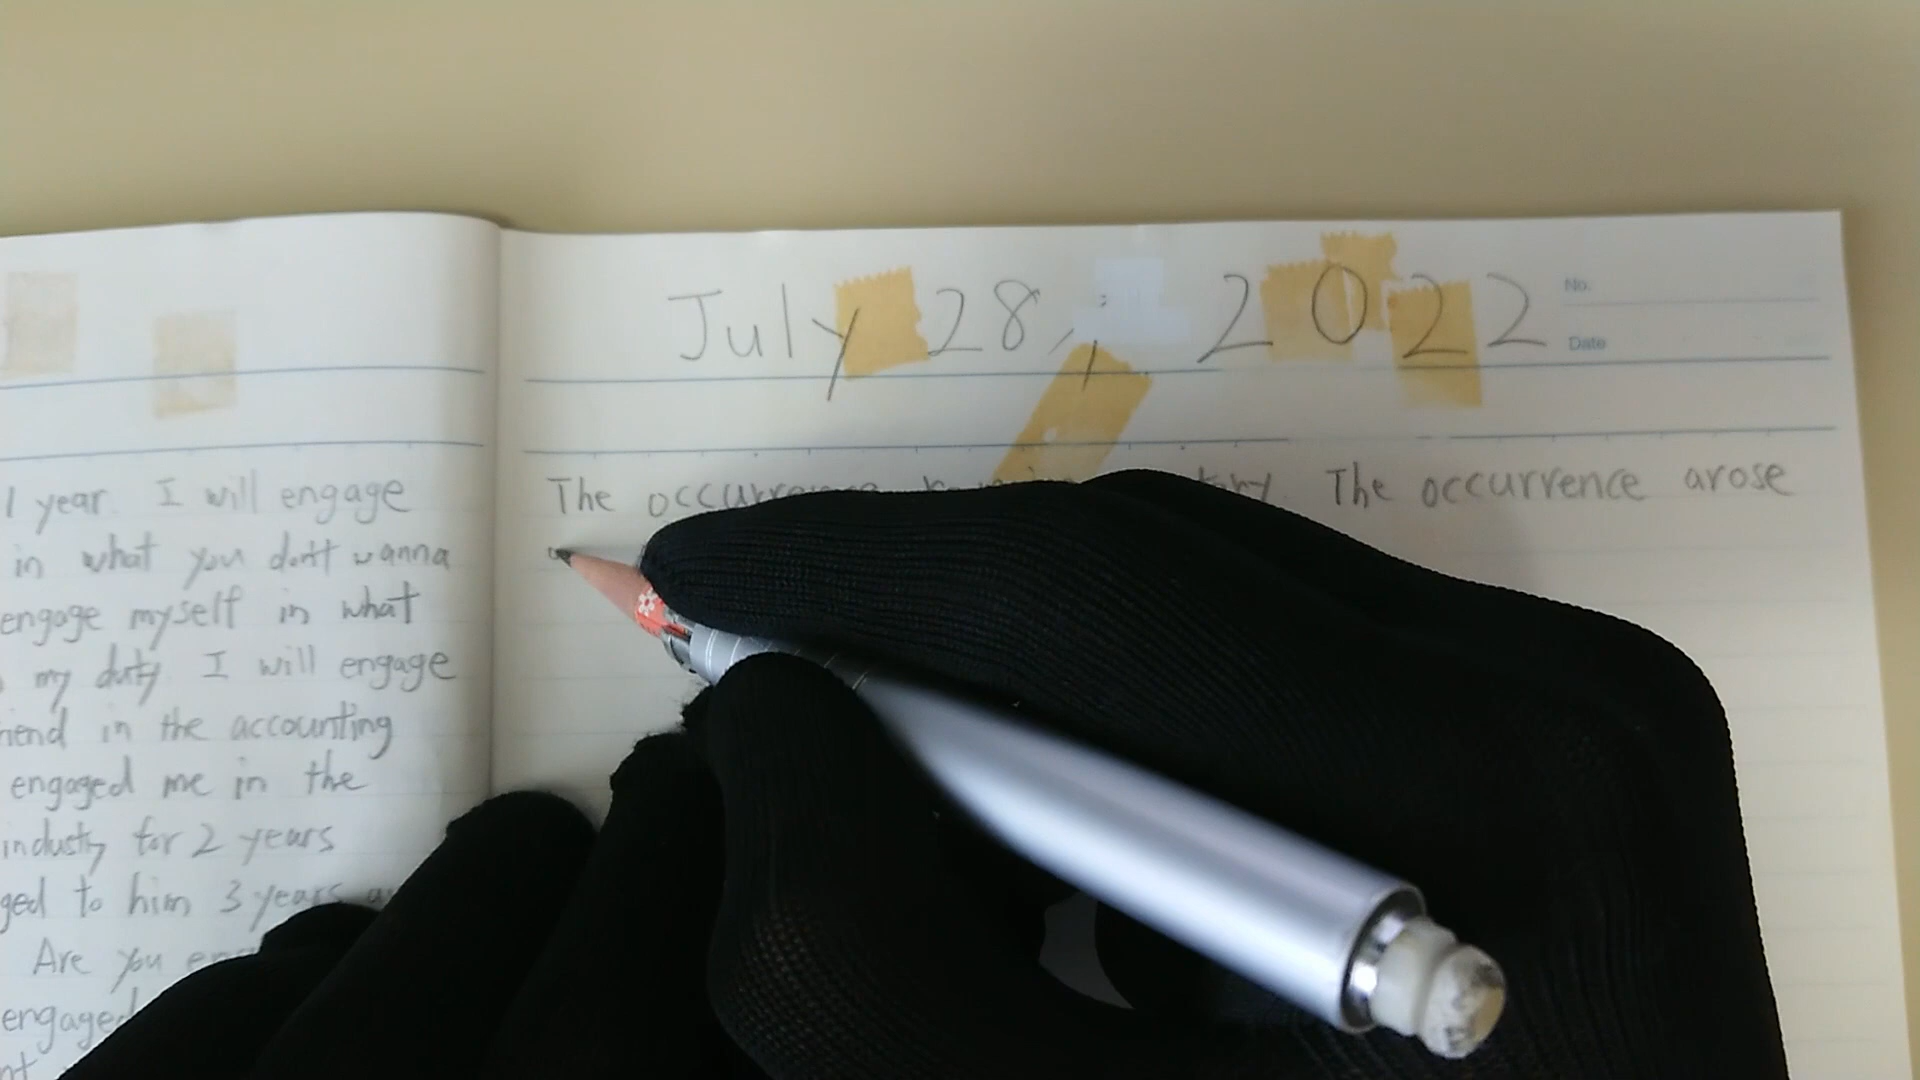 1 year. I will engage
in what you don't wanna
engage myself in what
my duty I will engage
in the accounting
engaged me in the
industry for 2 years
to him 3 years
Are you
engaged
July 28, 2022
No.
Date
The The occurrence arose